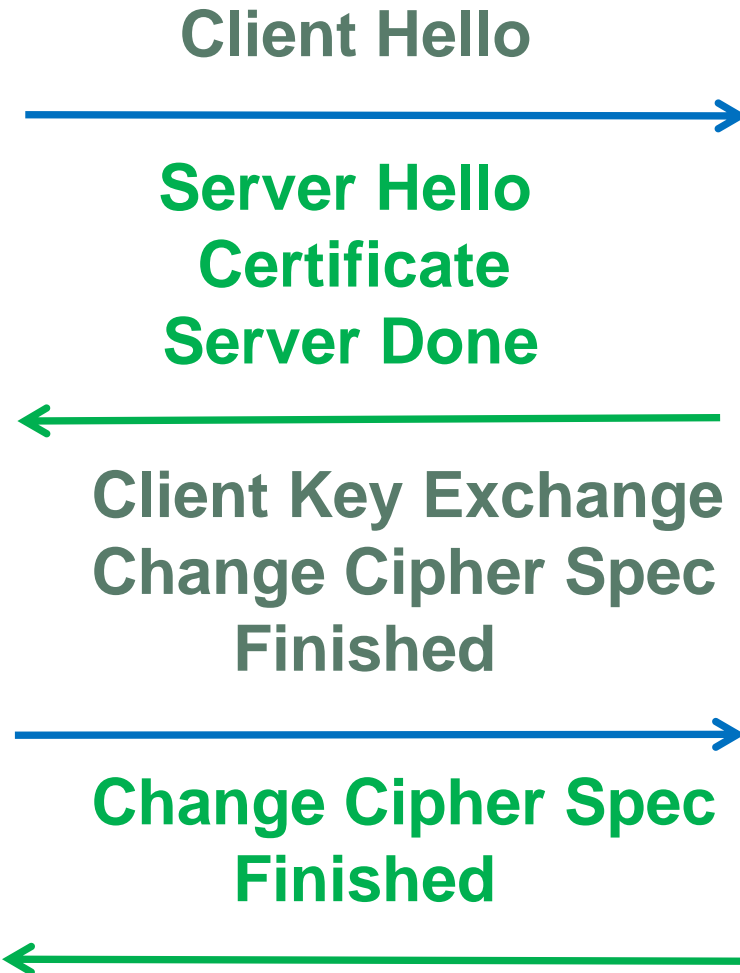 Client Hello
Server Hello
Certificate
Server Done
Client Key Exchange
Change Cipher Spec
Finished
Change Cipher Spec
Finished